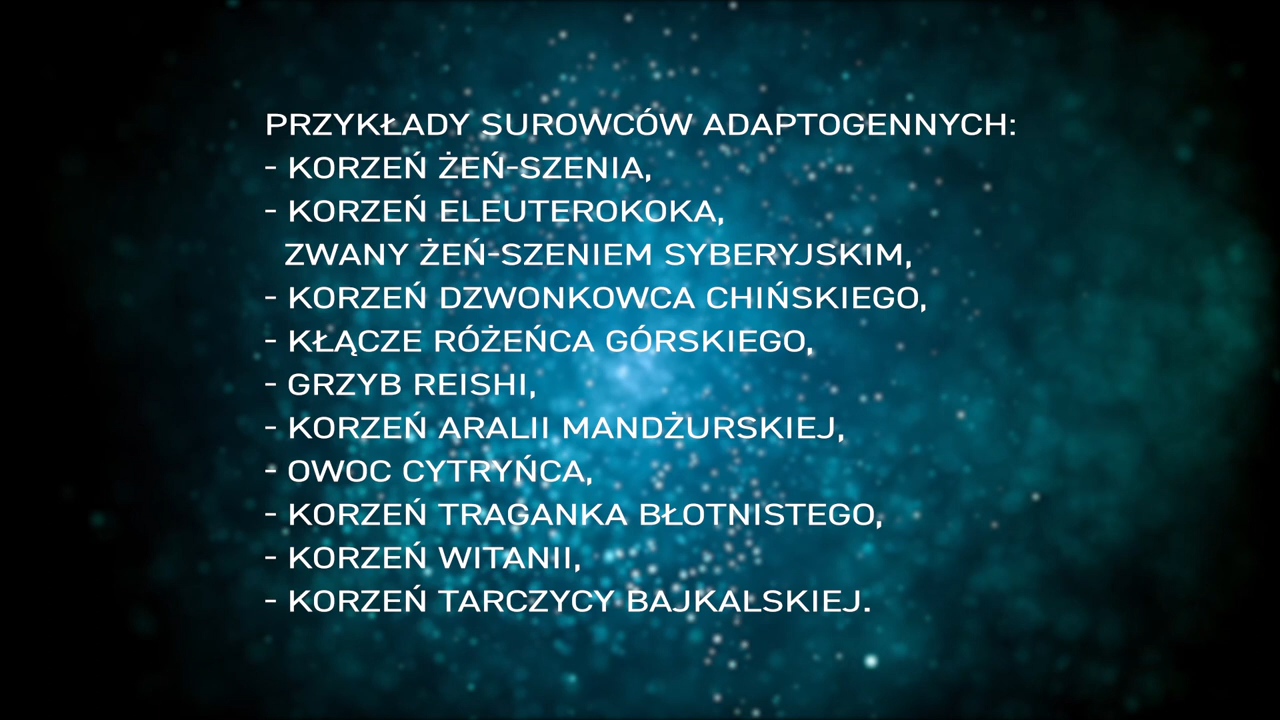 PRZYKŁADY SUROWCÓW ADAPTOGENNYCH:
- KORZEŃ ŻEŃ-SZENIA,
- KORZEŃ ELEUTEROKOKA,
ZWANY ŻEŃ-SZENIEM SYBERYJSKIM,
- KORZEŃ DZWONKOWCA CHIŃSKIEGO,
- KŁĄCZE RÓŻEŃCA GÓRSKIEGO,
- GRZYB REISHI,
- KORZEŃ ARALII MANDŻURSKIEJ,
- OWOC CYTRYŃCA,
- KORZEŃ TRAGANKA BŁOTNISTEGO,
- KORZEŃ WITANII,
- KORZEŃ TARCZYCY BAJKALSKIEJ.